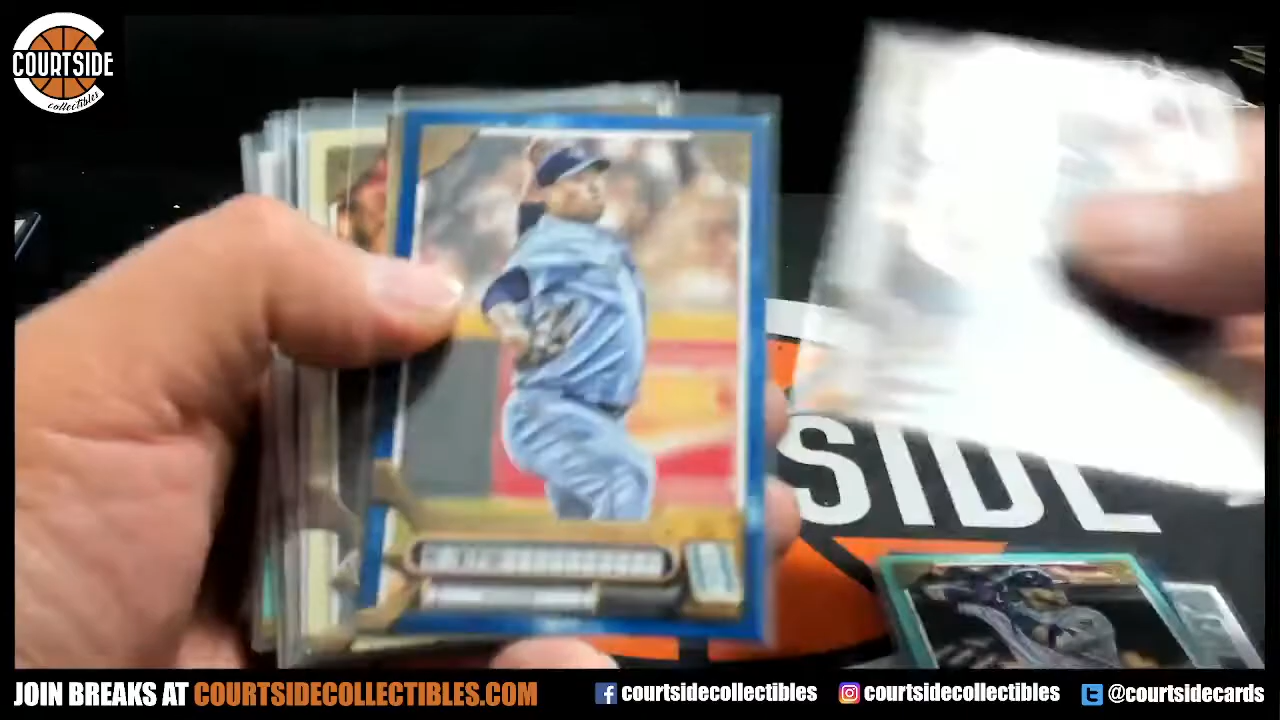 COURTSIDE
collectibles
SIDE
JOIN BREAKS AT COURTSIDECOLLECTIBLES.COM
courtsidecollectibles
courtsidecollectibles
@courtsidecards